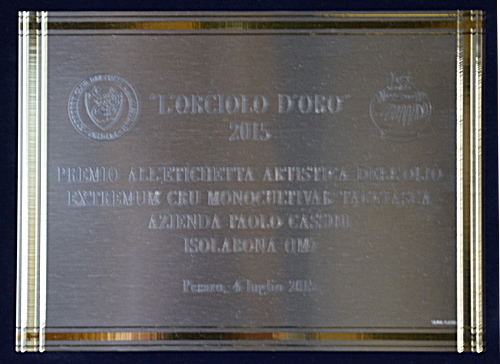 "L'ORCIOLO D'ORO"
2015
PREMIO ALL'ETICHETTA ARTISTICA DELL'OLIO
EXTREMUM CRU MONOCULTIVAR TAGGIASCA
AZIENDA PAOLO CASSINI
ISOLABONA (IM)
Pesaro, 4 luglio 2015